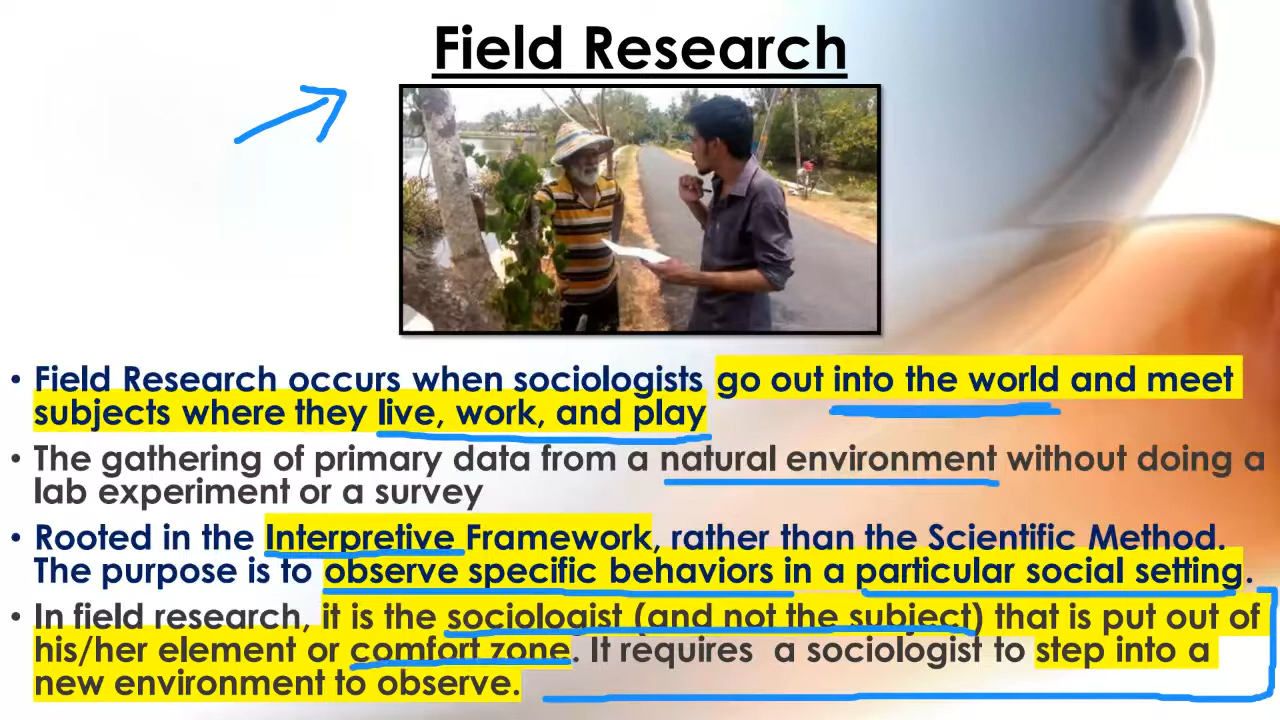 Field Research
• Field Research occurs when sociologists go out into the world and meet
subjects where they live, work, and play
• The gathering of primary data from a natural environment without doing a
lab experiment or a survey
• Rooted in the Interpretive Framework, rather than the Scientific Method.
The purpose is to observe specific behaviors in a particular social setting.
• In field research, it is the sociologist (and not the subject) that is put out of
his/her element or comfort zone. It requires a sociologist to step into a
new environment to observe.